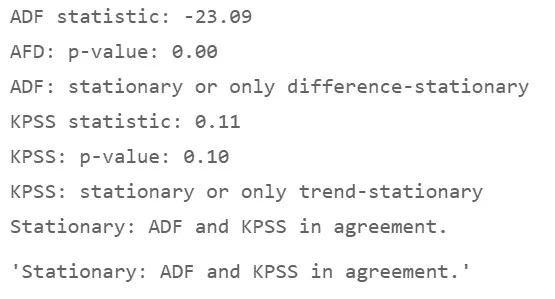 ADF statistic: -23.09
AFD: p-value: 0.00
ADF: stationary or only difference-stationary
KPSS statistic: 0.11
KPSS: p-value: 0.10
KPSS: stationary or only trend-stationary
Stationary: ADF and KPSS in agreement.
'Stationary: ADF and KPSS in agreement.'